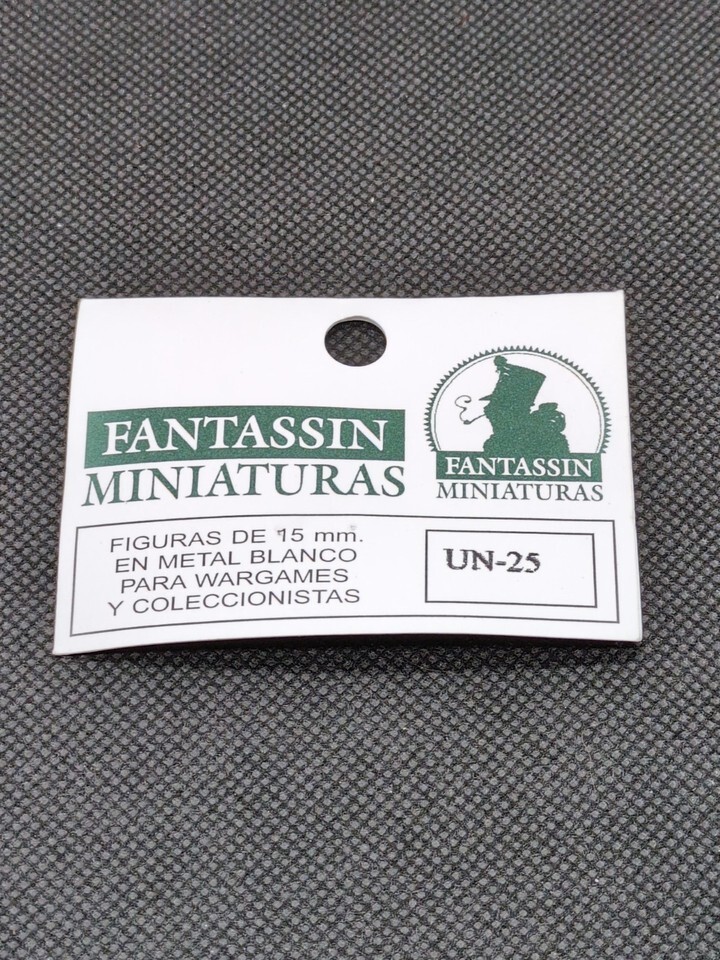 FANTASSIN
MINIATURAS
FANTASSIN
MINIATURAS
FIGURAS DE 15 mm.
EN METAL BLANCO
PARA WARGAMES
Y COLECCIONISTAS
UN-25